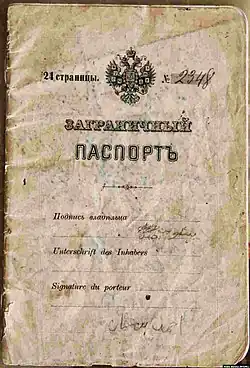 24 страницы. № 2348
ЗАГРАНИЧНЫЙ
ПАСПОРТЪ
Подпись владѣльца
Unterschrift des Inhabers
Signature du porteur